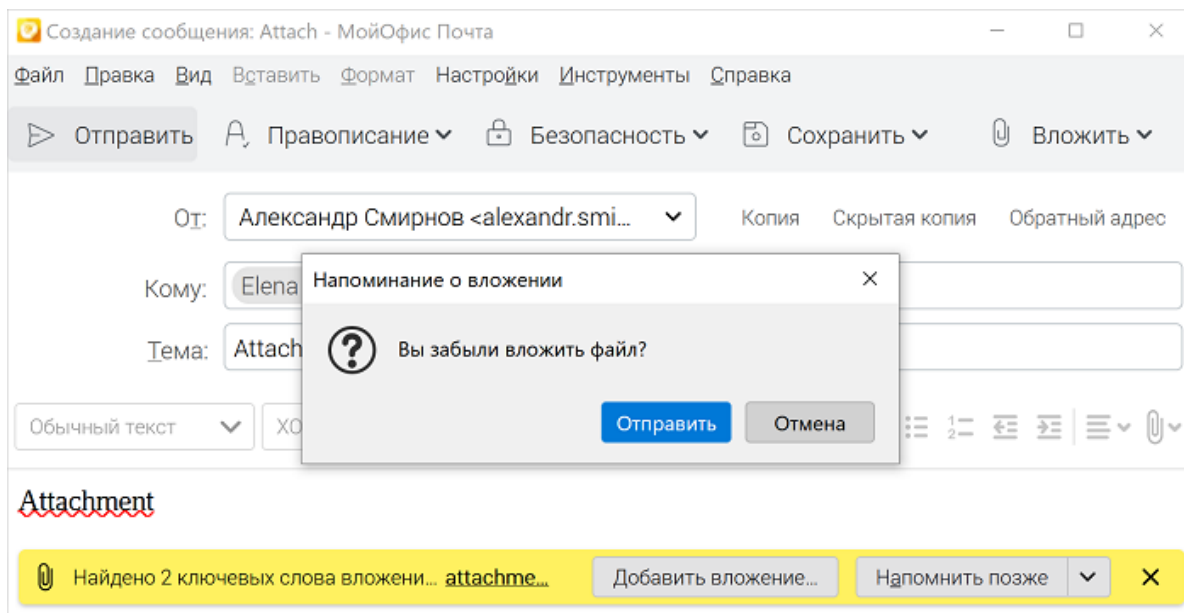 Создание сообщения: Attach - МойОфис Почта
Файл Правка Вид Вставить Формат Настройки Инструменты Справка
Отправить Правописание Безопасность Сохранить Вложить
От: Александр Смирнов <alexandr.smi... Копия Скрытая копия Обратный адрес
Напоминание о вложении
Кому: Elena
Тема: Attach
Вы забыли вложить файл?
Отправить Отмена
Обычный текст XO
Attachment
Найдено 2 ключевых слова вложени... attachme... Добавить вложение... Напомнить позже